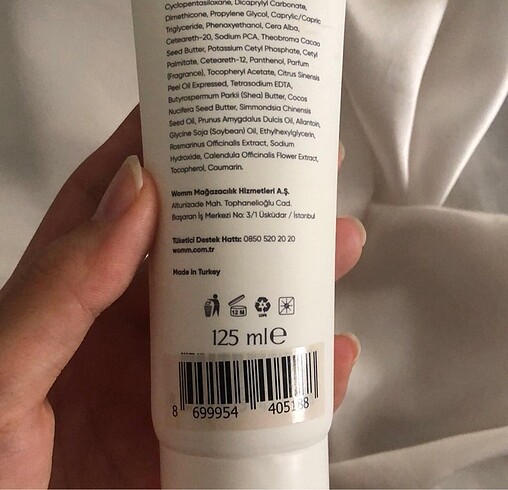 Cyclopentasiloxane, Dicaprylyl Carbonate,
Dimethicone, Propylene Glycol, Caprylic/Capric
Triglyceride, Phenoxyethanol, Cera Alba,
Ceteareth-20, Sodium PCA, Theobroma Cacao
Seed Butter, Potassium Cetyl Phosphate, Cetyl
Palmitate, Ceteareth-12, Panthenol, Parfum
(Fragrance), Tocopheryl Acetate, Citrus Sinensis
Peel Oil Expressed, Tetrasodium EDTA,
Butyrospermum Parkii (Shea) Butter, Cocos
Nucifera Seed Butter, Simmondsia Chinensis
Seed Oil, Prunus Amygdalus Dulcis Oil, Allantoin,
Glycine Soja (Soybean) Oil, Ethylhexylglycerin,
Rosmarinus Officinalis Extract, Sodium
Hydroxide, Calendula Officinalis Flower Extract,
Tocopherol, Coumarin.
Womm Mağazacılık Hizmetleri A.Ş.
Altunizade Mah. Tophanelioğlu Cad.
Başaran İş Merkezi No: 3/1 Üsküdar / İstanbul
Tüketici Destek Hattı: 0850 520 20 20
womm.com.tr
Made in Turkey
12 M
LDPE
125 ml e
8 699954 405188